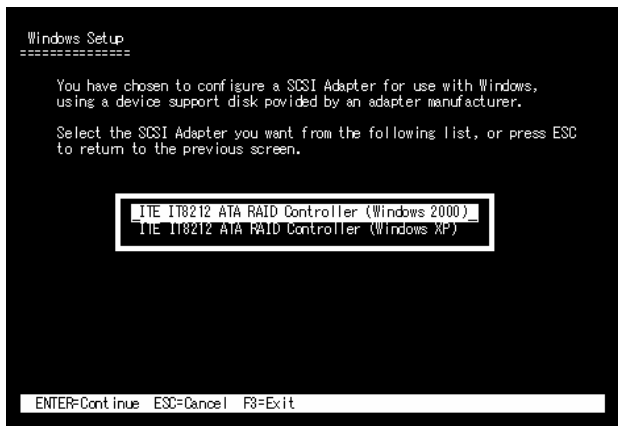 Windows Setup
===============
You have chosen to configure a SCSI Adapter for use with Windows,
using a device support disk povided by an adapter manufacturer.
Select the SCSI Adapter you want from the following list, or press ESC
to return to the previous screen.
ITE IT8212 ATA RAID Controller (Windows 2000)
ITE IT8212 ATA RAID Controller (Windows XP)
ENTER=Continue ESC=Cancel F3=Exit